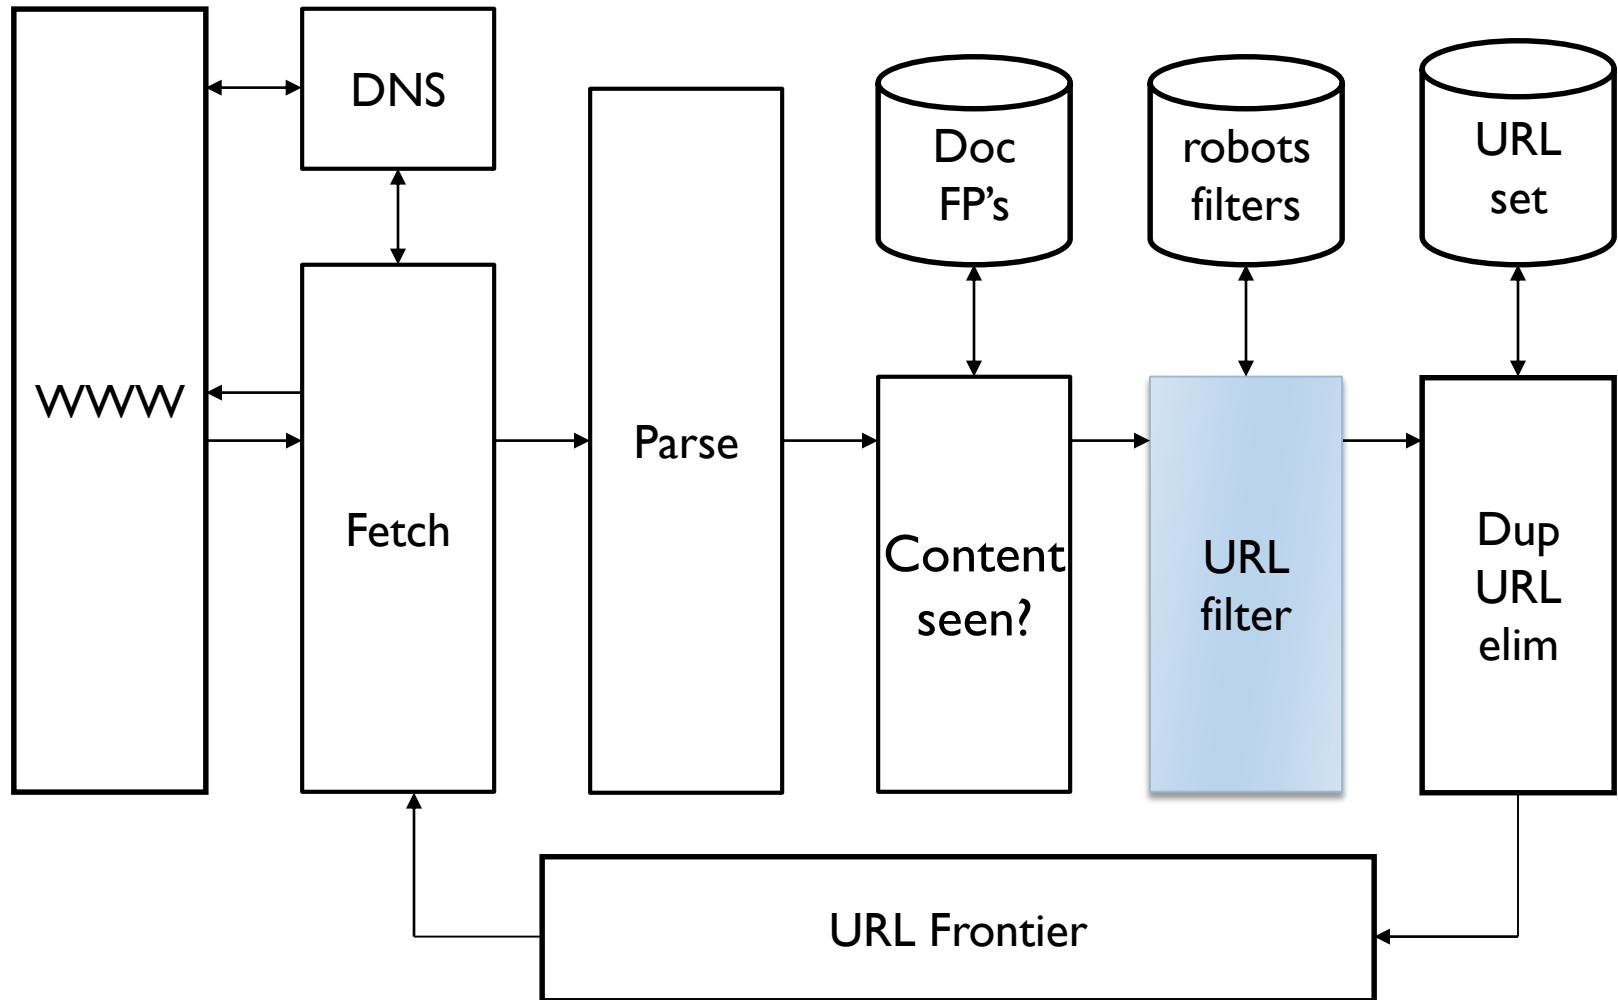 WWW
DNS
Fetch
Parse
Doc
FP's
Content
seen?
robots
filters
URL
filter
URL
set
Dup
URL
elim
URL Frontier